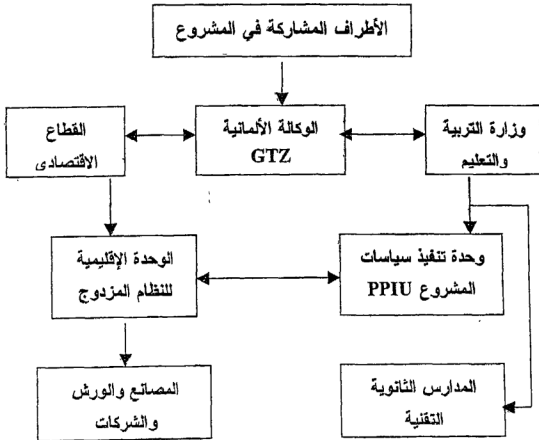 الأطراف المشاركة في المشروع
وزارة التربية
والتعليم
الوكالة الألمانية
GTZ
القطاع
الاقتصادى
وحدة تنفيذ سياسات
المشروع PPIU
الوحدة الإقليمية
للنظام المزدوج
المدارس الثانوية
التقنية
المصانع والورش
والشركات